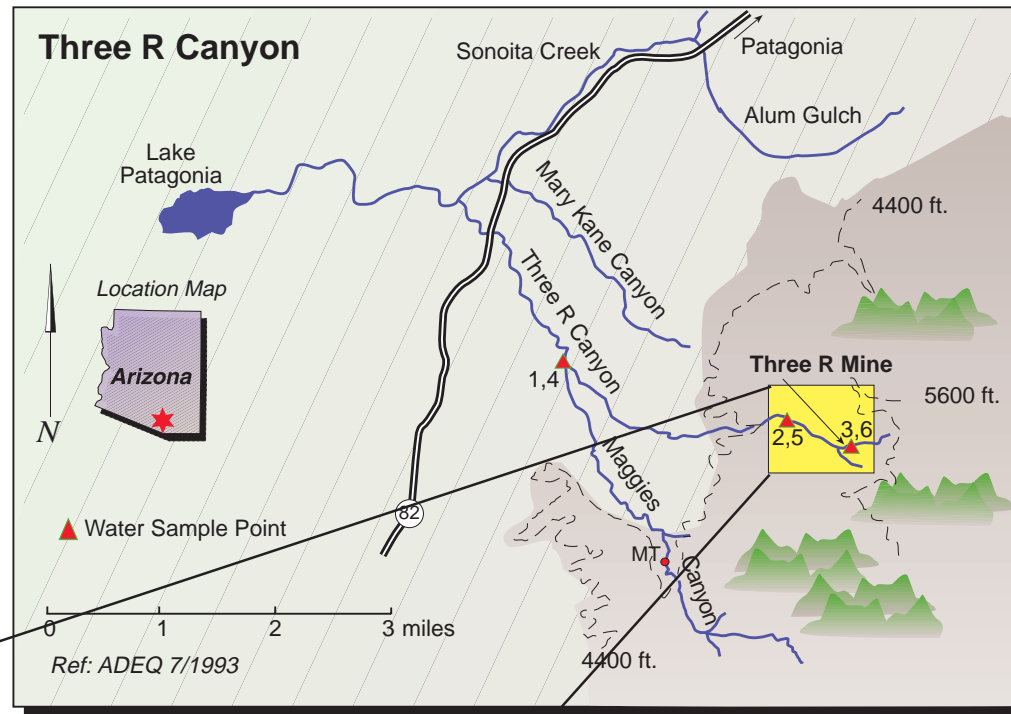 Three R Canyon
Sonoita Creek
Patagonia
Alum Gulch
Lake
Patagonia
Mary Kane Canyon
4400 ft.
Three R Canyon
Location Map
Arizona
N
1,4
Three R Mine
5600 ft.
2,5
3,6
Maggies
Canyon
82
Water Sample Point
MT
0 1 2 3 miles
4400 ft.
Ref: ADEQ 7/1993